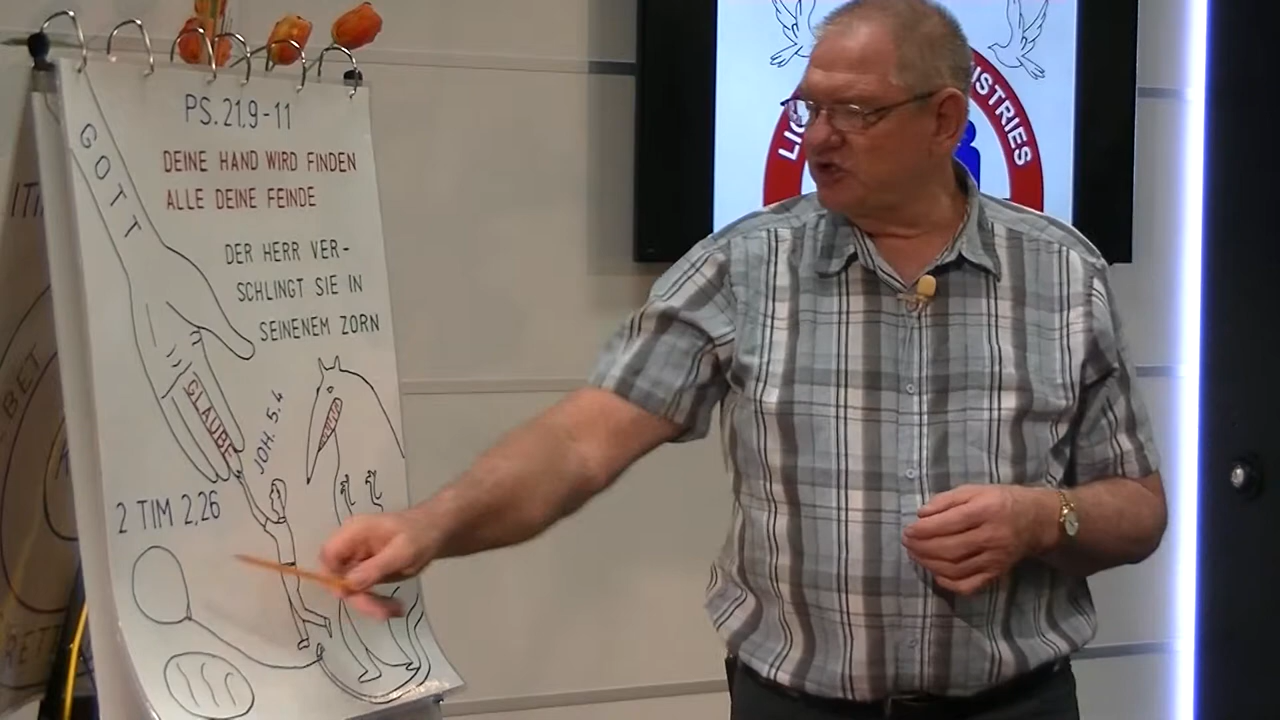 PS.21.9-11
GOTT
DEINE HAND WIRD FINDEN
ALLE DEINE FEINDE
DER HERR VER-
SCHLINGT SIE IN
SEINENEM ZORN
GLAUBE
JOH. 5.4
2 TIM 2,26